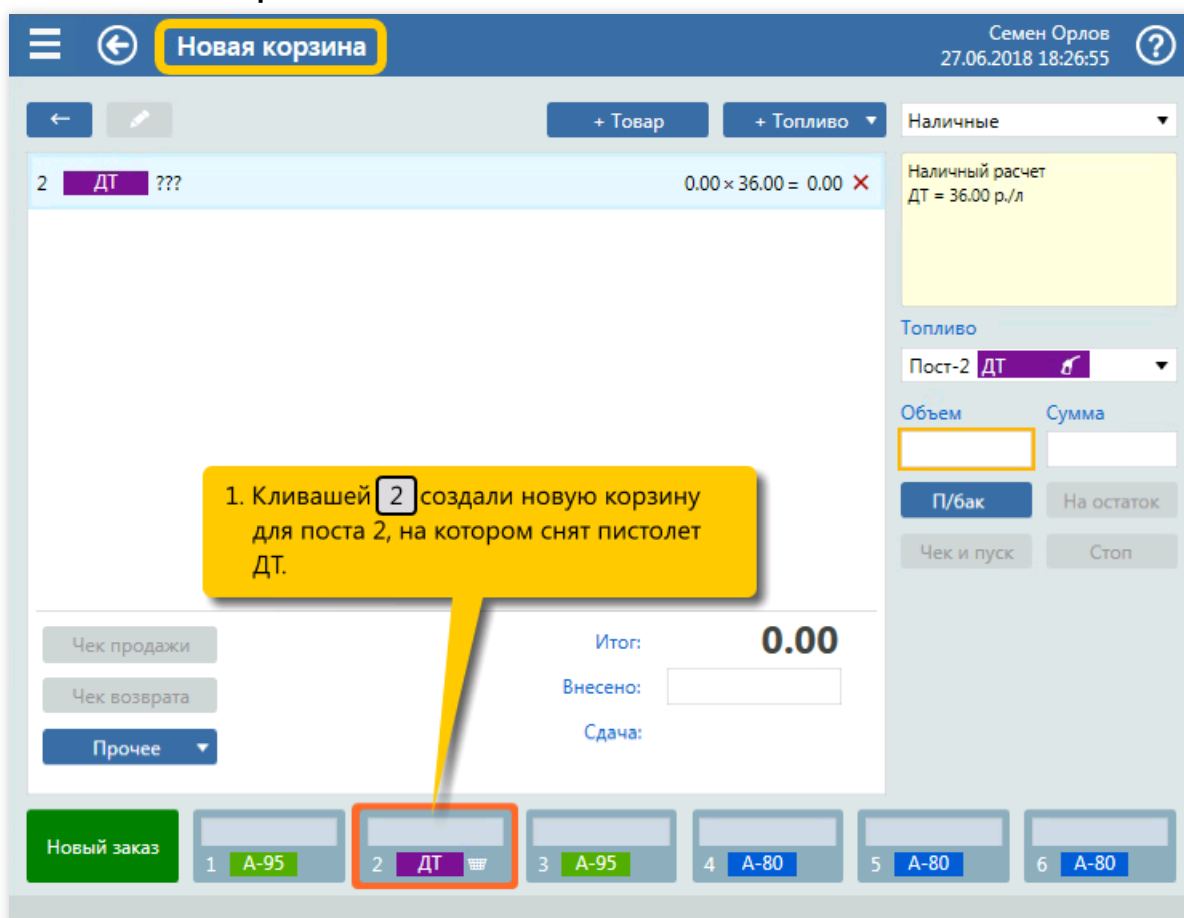 Новая корзина
Семен Орлов
27.06.2018 18:26:55
?
+ Товар
+ Топливо
Наличные
2 ДТ ???
0.00 × 36.00 = 0.00 ×
Наличный расчет
ДТ = 36.00 р./л
Топливо
Пост-2 ДТ
Объем Сумма
1. Кливашей 2 создали новую корзину
для поста 2, на котором снят пистолет
ДТ.
П/бак
На остаток
Чек и пуск
Стоп
Чек продажи
Чек возврата
Прочее
Итог: 0.00
Внесено:
Сдача:
Новый заказ
1 А-95
2 ДТ
3 А-95
4 А-80
5 А-80
6 А-80